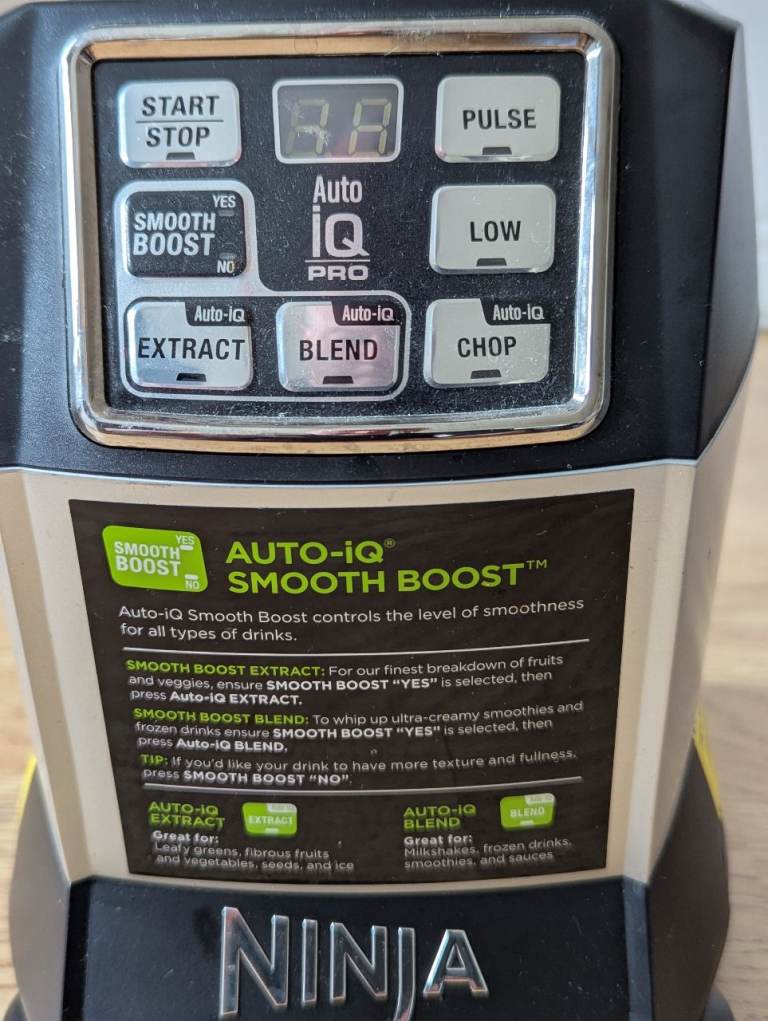 START
STOP
PULSE
YES
SMOOTH
BOOST
NO
Auto
iQ
PRO
LOW
Auto-iQ
EXTRACT
Auto-iQ
BLEND
Auto-iQ
CHOP
YES
SMOOTH
BOOST
NO
AUTO-iQ®
SMOOTH BOOST™
Auto-iQ Smooth Boost controls the level of smoothness
for all types of drinks.
SMOOTH BOOST EXTRACT: For our finest breakdown of fruits
and veggies, ensure SMOOTH BOOST “YES” is selected, then
press Auto-iQ EXTRACT.
SMOOTH BOOST BLEND: To whip up ultra-creamy smoothies and
frozen drinks ensure SMOOTH BOOST “YES” is selected, then
press Auto-iQ BLEND.
TIP: If you’d like your drink to have more texture and fullness,
press SMOOTH BOOST “NO”.
AUTO-iQ
EXTRACT
EXTRACT
Great for:
Leafy greens, fibrous fruits
and vegetables, seeds, and ice
AUTO-iQ
BLEND
BLEND
Great for:
Milkshakes, frozen drinks,
smoothies, and sauces
NINJA